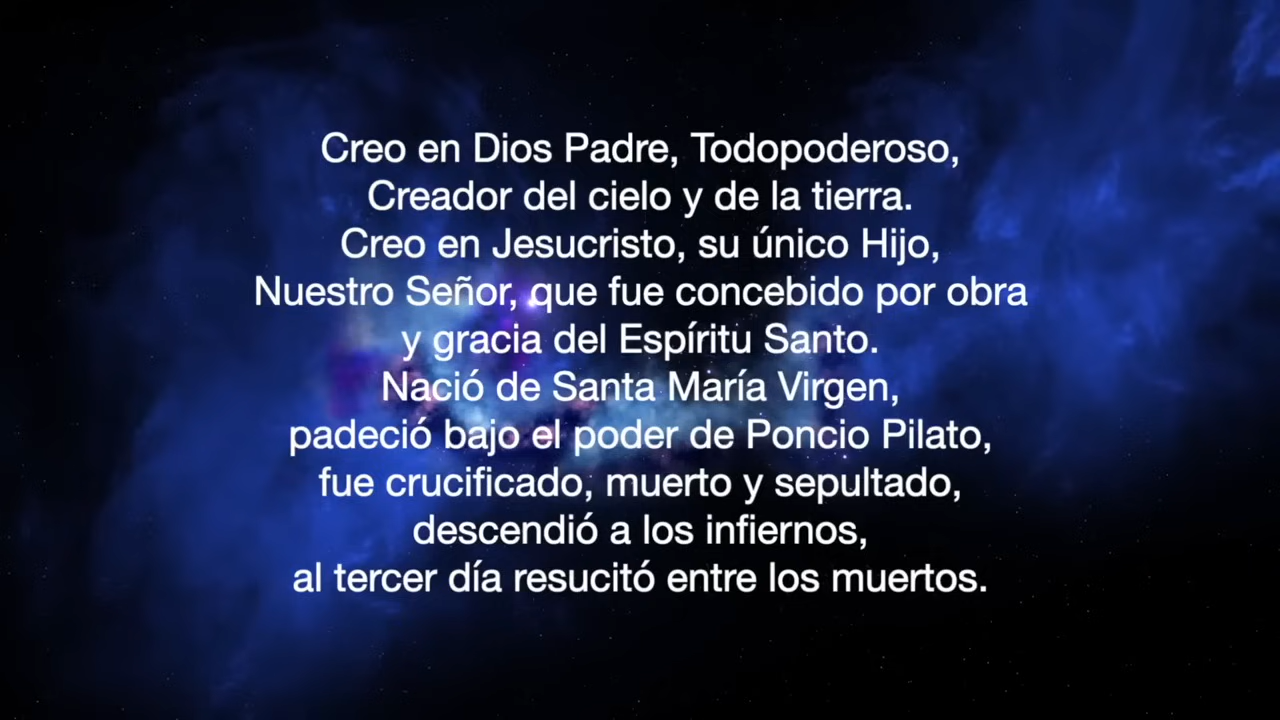 Creo en Dios Padre, Todopoderoso,
Creador del cielo y de la tierra.
Creo en Jesucristo, su único Hijo,
Nuestro Señor, que fue concebido por obra
y gracia del Espíritu Santo.
Nació de Santa María Virgen,
padeció bajo el poder de Poncio Pilato,
fue crucificado, muerto y sepultado,
descendió a los infiernos,
al tercer día resucitó entre los muertos.